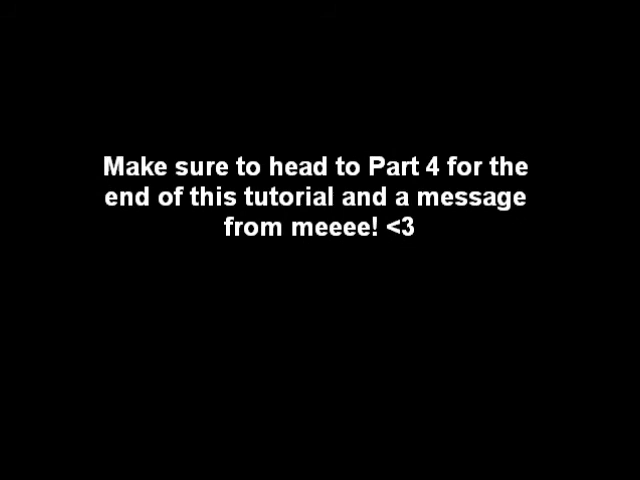 Make sure to head to Part 4 for the
end of this tutorial and a message
from meeee! <3